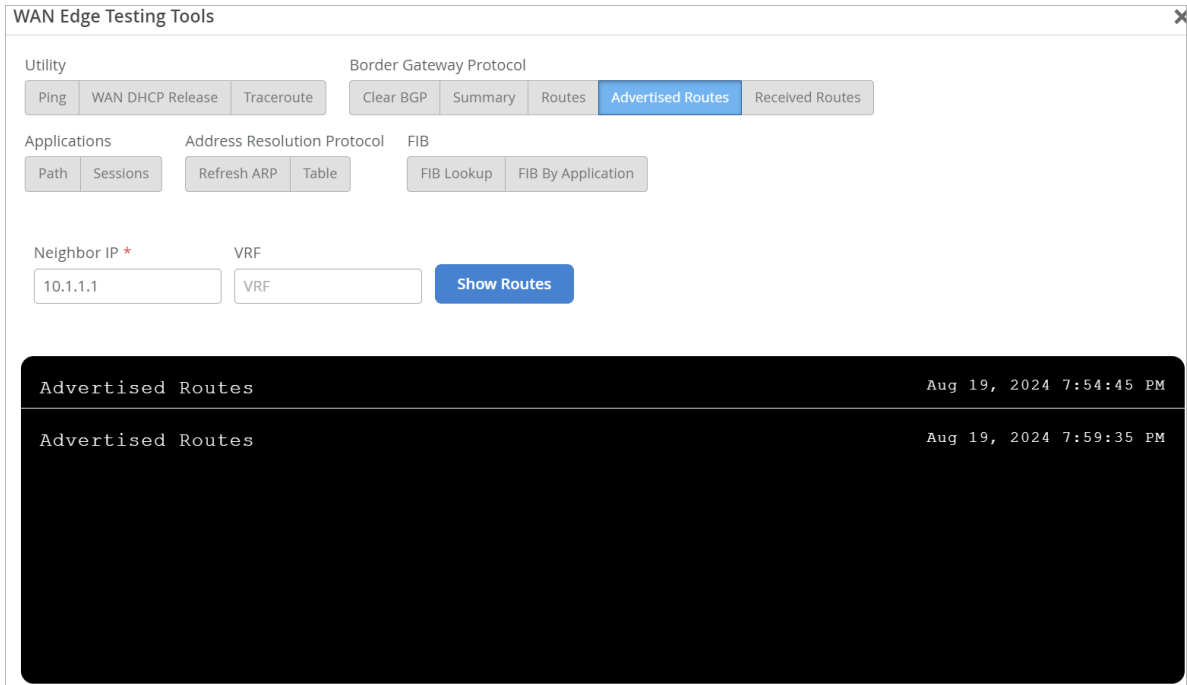 WAN Edge Testing Tools
Utility
Border Gateway Protocol
Ping WAN DHCP Release Traceroute
Clear BGP Summary Routes Advertised Routes Received Routes
Applications
Address Resolution Protocol
FIB
Path Sessions
Refresh ARP Table
FIB Lookup FIB By Application
Neighbor IP *
VRF
10.1.1.1
VRF
Show Routes
Advertised Routes Aug 19, 2024 7:54:45 PM
Advertised Routes Aug 19, 2024 7:59:35 PM